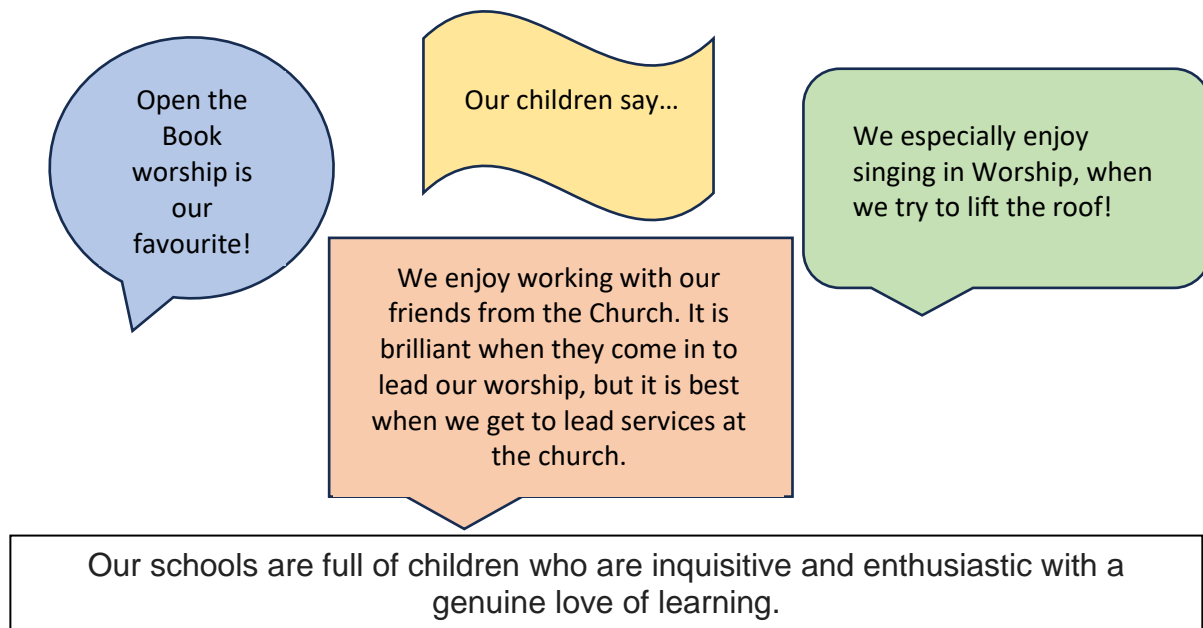 Our children say…
Open the
Book
worship is
our
favourite!
We especially enjoy
singing in Worship, when
we try to lift the roof!
We enjoy working with our
friends from the Church. It is
brilliant when they come in to
lead our worship, but it is best
when we get to lead services at
the church.
Our schools are full of children who are inquisitive and enthusiastic with a
genuine love of learning.